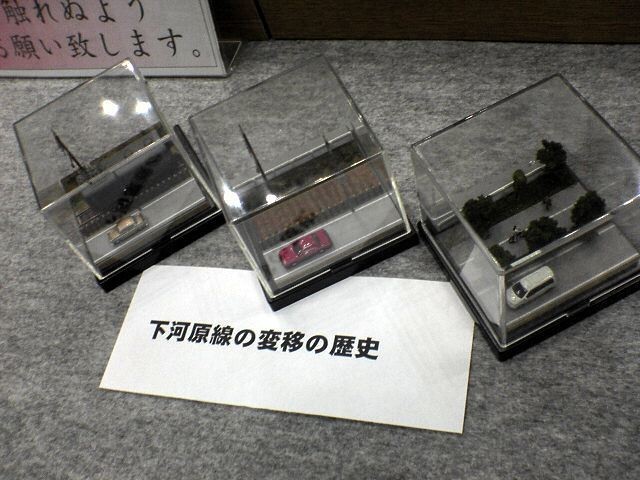 触れぬよう
お願い致します。
下河原線の変移の歴史